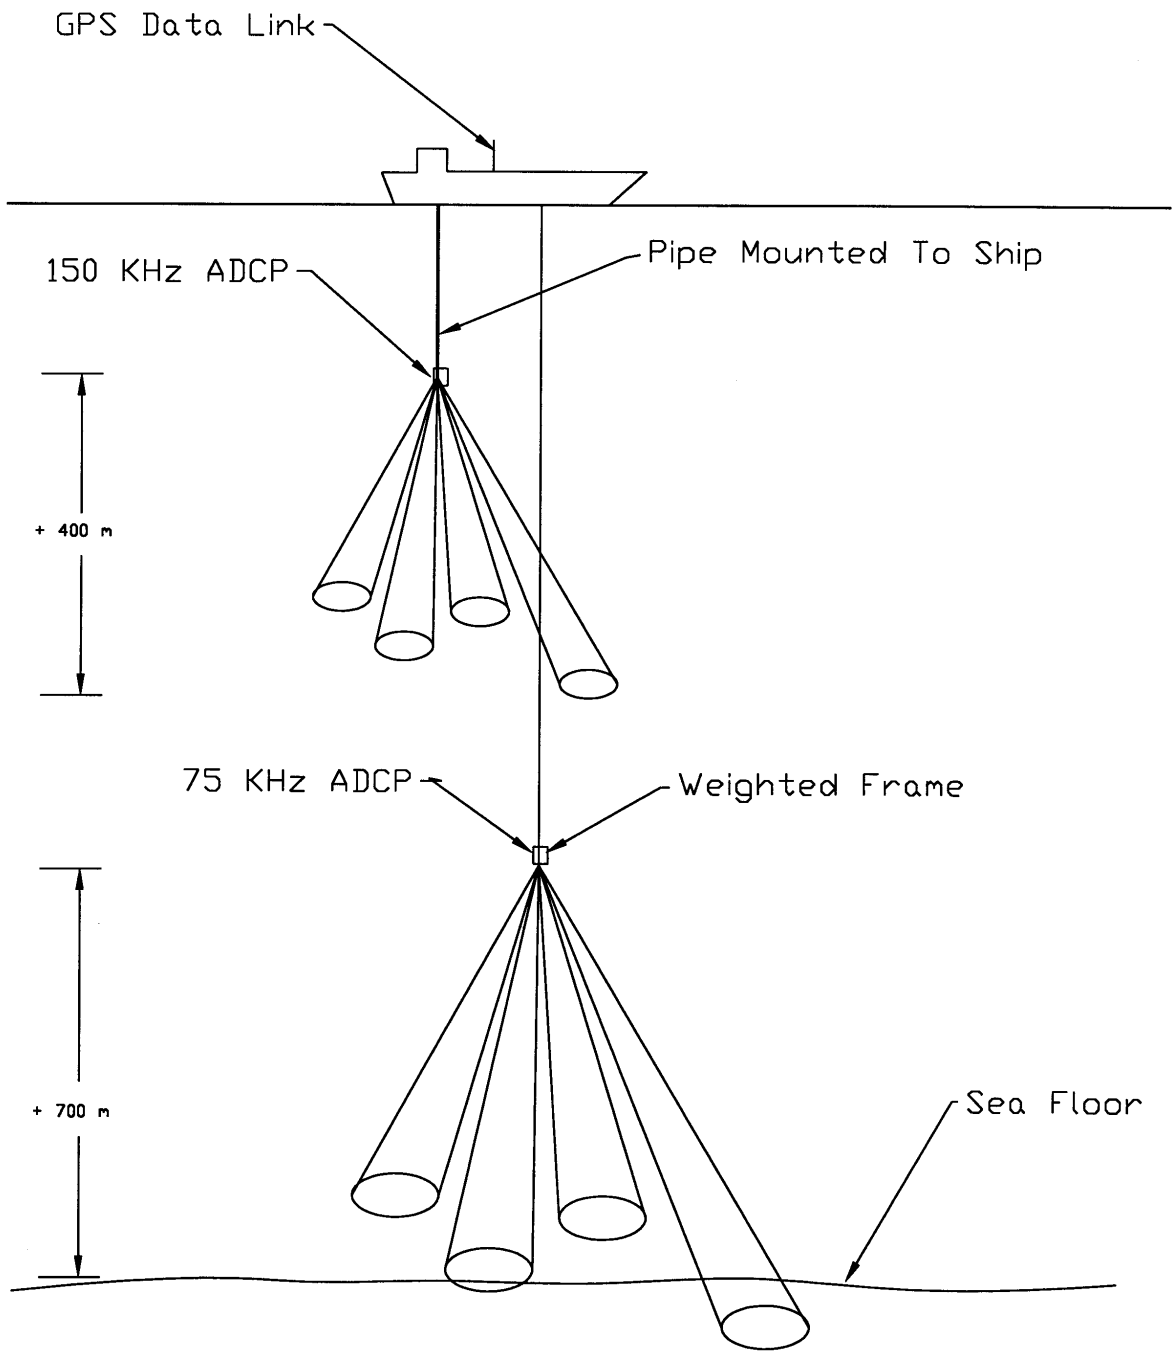 GPS Data Link
Pipe Mounted To Ship
150 KHz ADCP
+ 400 m
75 KHz ADCP
Weighted Frame
Sea Floor
+ 700 m